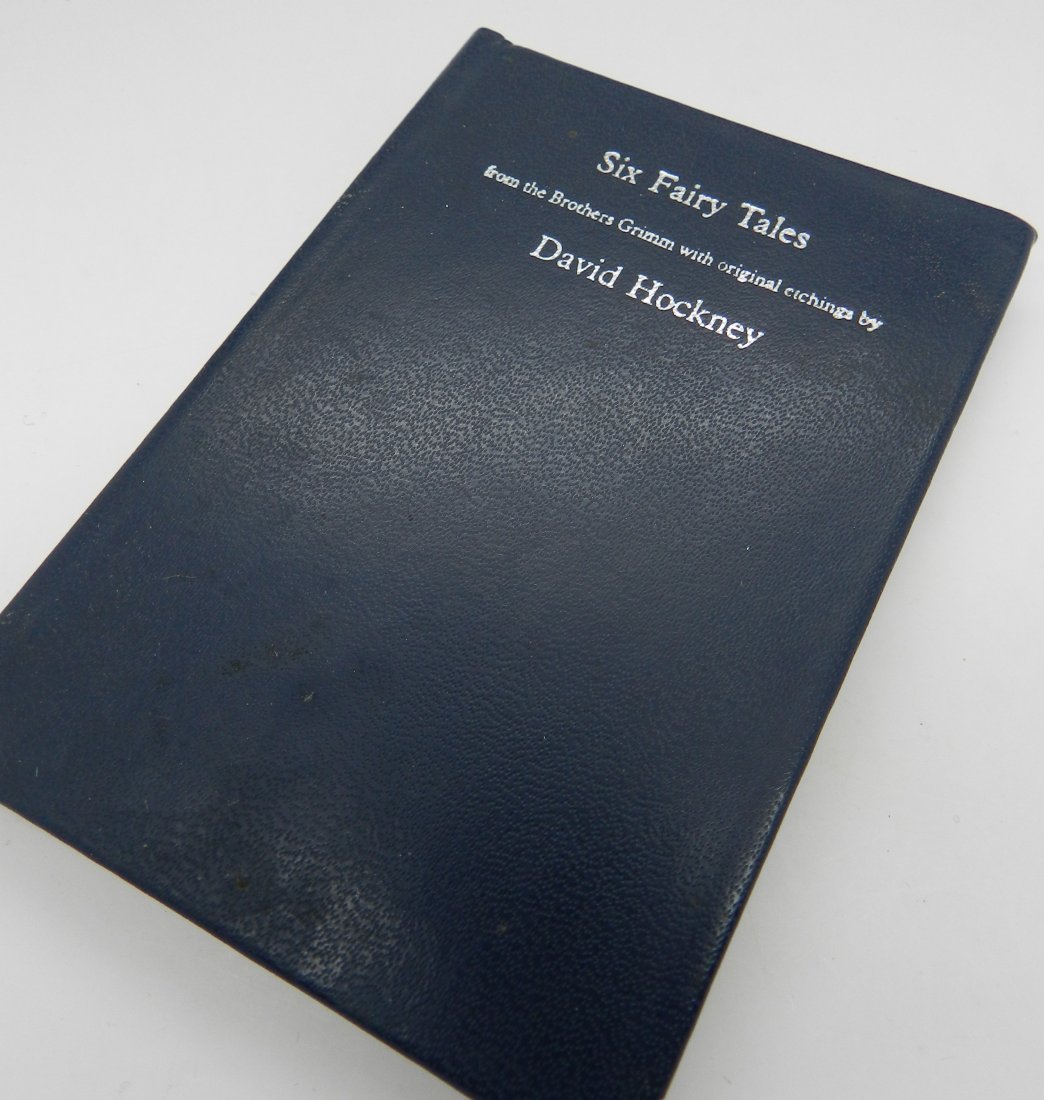 Six Fairy Tales
from the Brothers Grimm with original etchings by
David Hockney